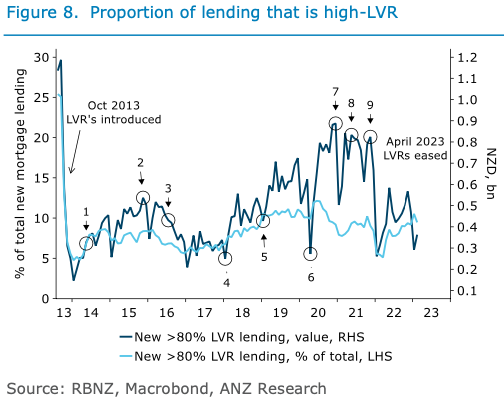 Figure 8. Proportion of lending that is high-LVR
% of total new mortgage lending
30
25
20
15
10
5
0
Oct 2013
LVR's introduced
1
2
3
4
5
6
7
8
9
April 2023
LVRs eased
1.2
1.1
1.0
0.9
0.8
0.7
0.6
0.5
0.4
0.3
0.2
0.1
NZD, bn
13 14 15 16 17 18 19 20 21 22 23
New >80% LVR lending, value, RHS
New >80% LVR lending, % of total, LHS
Source: RBNZ, Macrobond, ANZ Research